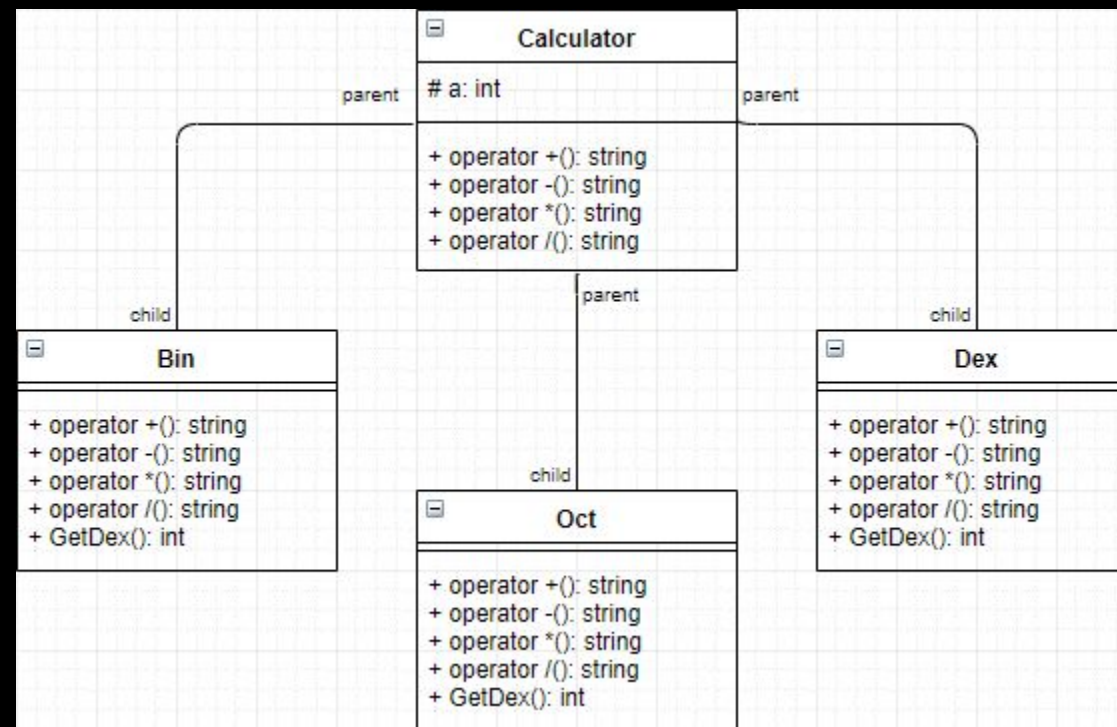 Calculator
# a: int
parent
parent
+ operator +(): string
+ operator -(): string
+ operator *(): string
+ operator /(): string
parent
child
child
Bin
+ operator +(): string
+ operator -(): string
+ operator *(): string
+ operator /(): string
+ GetDex(): int
Dex
+ operator +(): string
+ operator -(): string
+ operator *(): string
+ operator /(): string
+ GetDex(): int
child
Oct
+ operator +(): string
+ operator -(): string
+ operator *(): string
+ operator /(): string
+ GetDex(): int